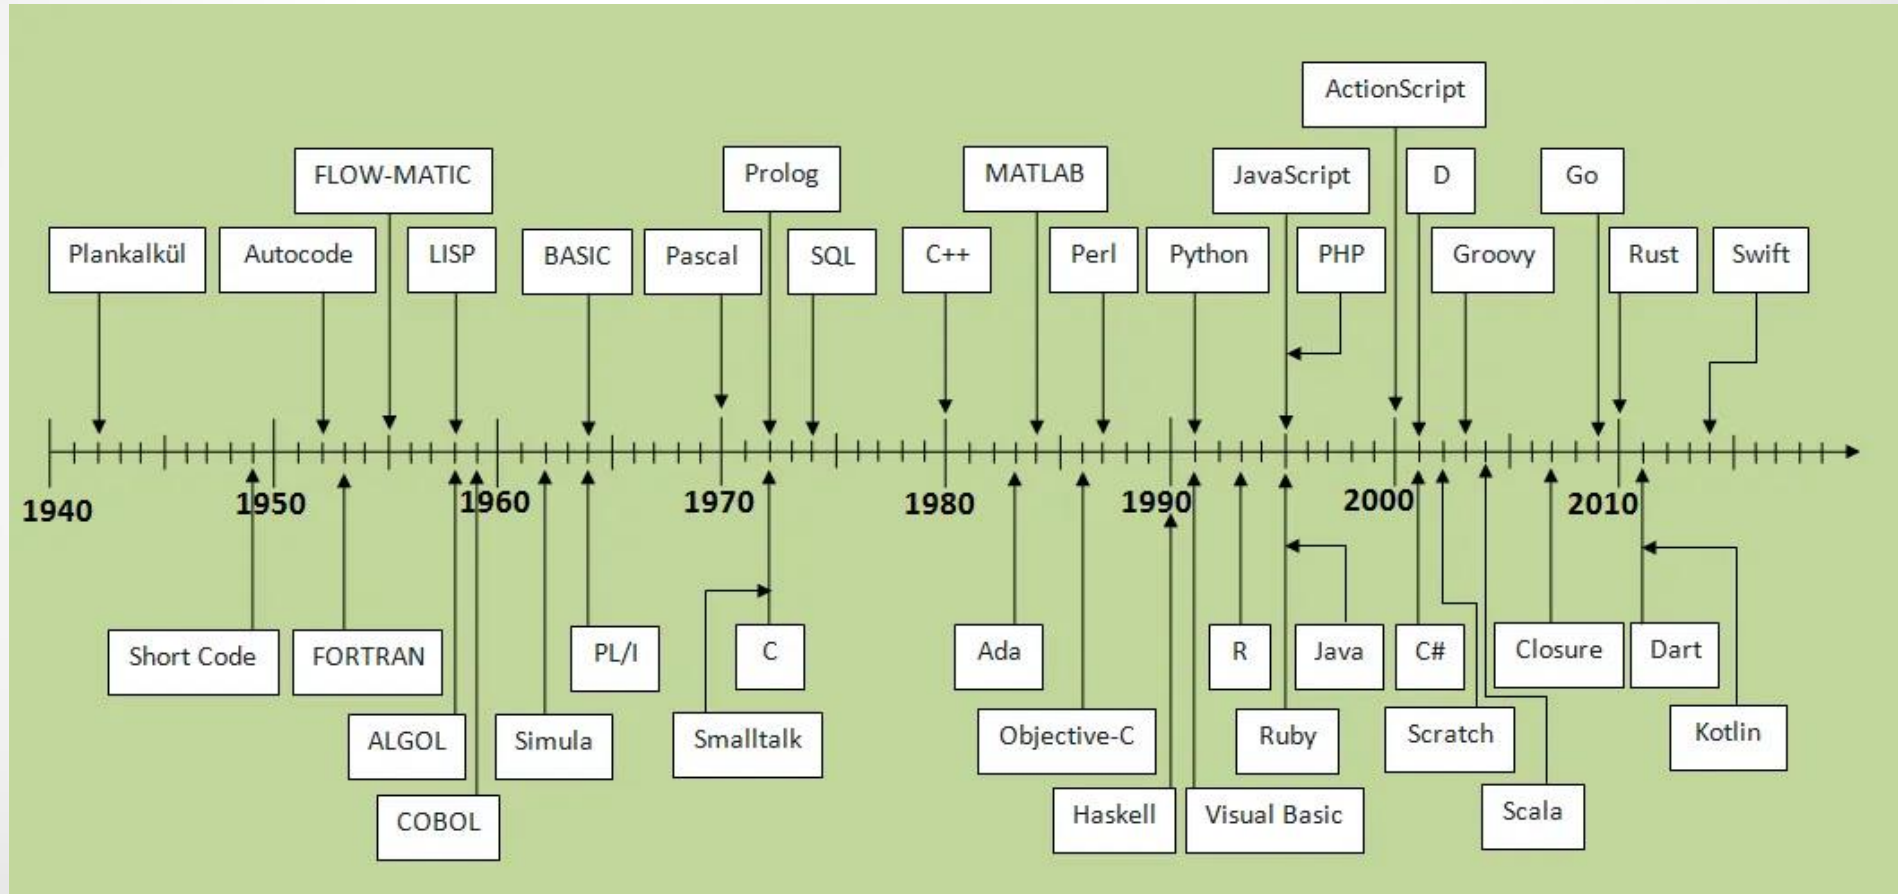 ActionScript
FLOW-MATIC
Prolog
MATLAB
JavaScript
D
Go
Plankalkül
Autocode
LISP
BASIC
Pascal
SQL
C++
Perl
Python
PHP
Groovy
Rust
Swift
1940
1950
1960
1970
1980
1990
2000
2010
Short Code
FORTRAN
PL/I
C
Ada
R
Java
C#
Closure
Dart
ALGOL
Simula
Smalltalk
Objective-C
Ruby
Scratch
Kotlin
COBOL
Haskell
Visual Basic
Scala